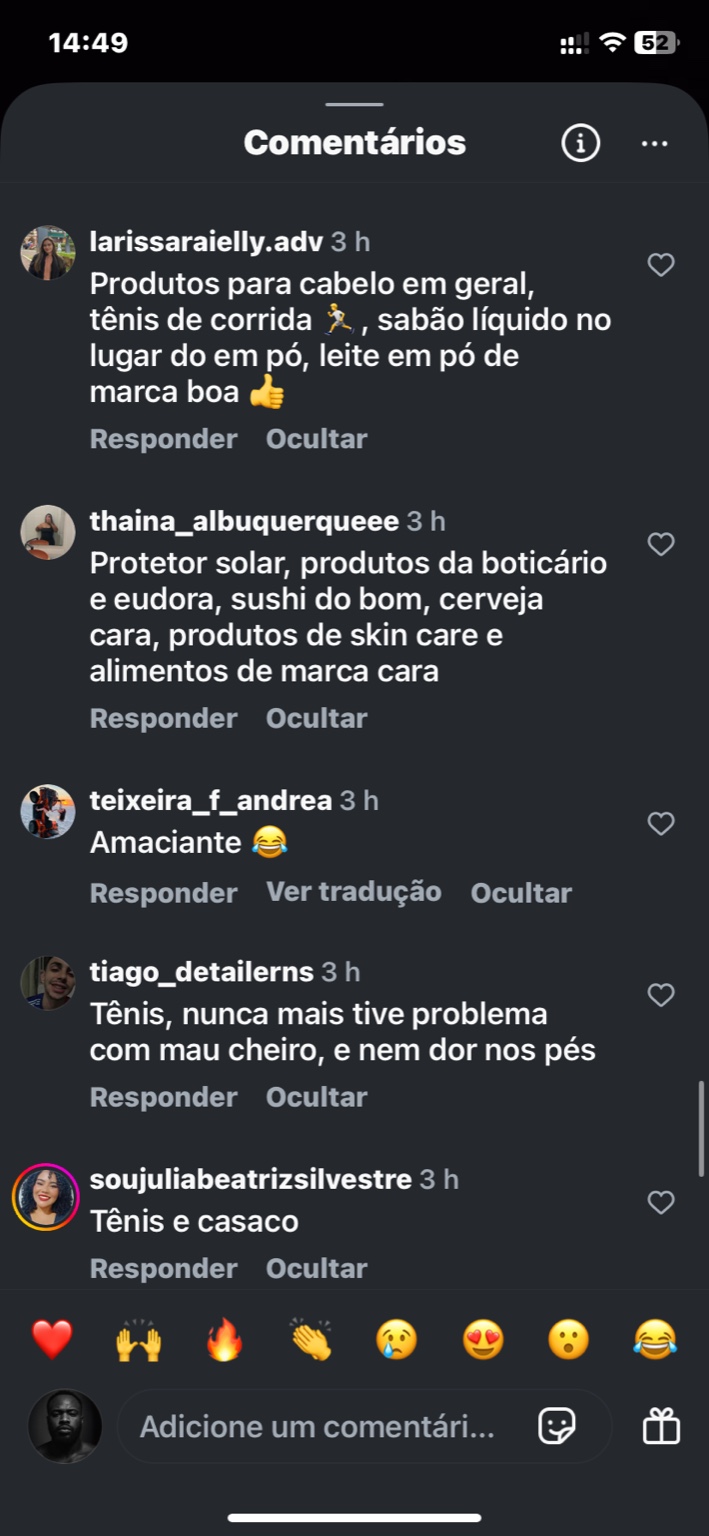 14:49
52
Comentários
larissaraielly.adv 3 h
Produtos para cabelo em geral,
tênis de corrida 🏃, sabão líquido no
lugar do em pó, leite em pó de
marca boa 👍
Responder Ocultar
thaina_albuquerqueee 3 h
Protetor solar, produtos da boticário
e eudora, sushi do bom, cerveja
cara, produtos de skin care e
alimentos de marca cara
Responder Ocultar
teixeira_f_andrea 3 h
Amaciante 😂
Responder Ver tradução Ocultar
tiago_detailerns 3 h
Tênis, nunca mais tive problema
com mau cheiro, e nem dor nos pés
Responder Ocultar
soujuliabeatrizsilvestre 3 h
Tênis e casaco
Responder Ocultar
❤️ 🙌 🔥 👏 😢 😍 😮 😂
Adicione um comentári...